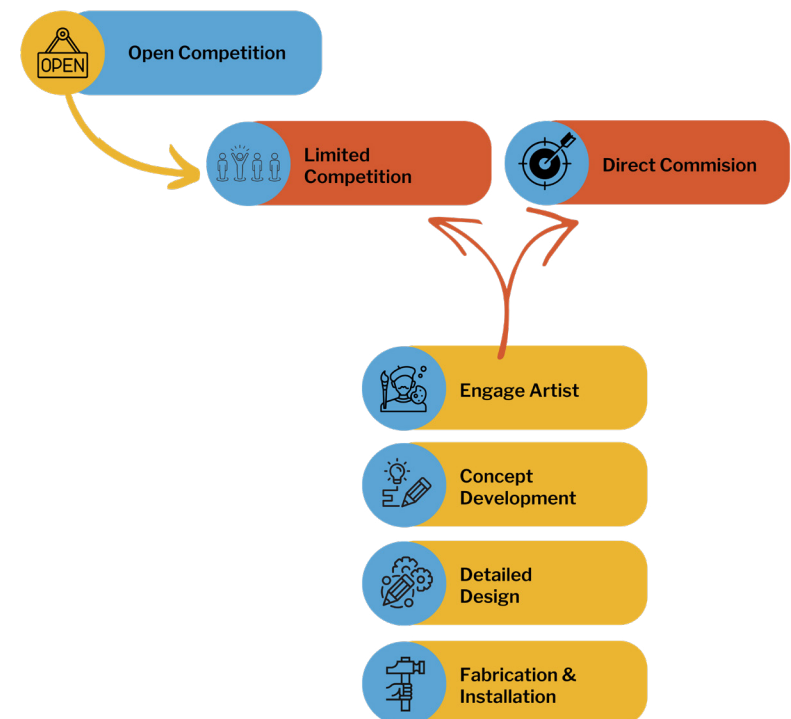 OPEN
Open Competition
Limited
Competition
Direct Commision
Engage Artist
Concept
Development
Detailed
Design
Fabrication &
Installation